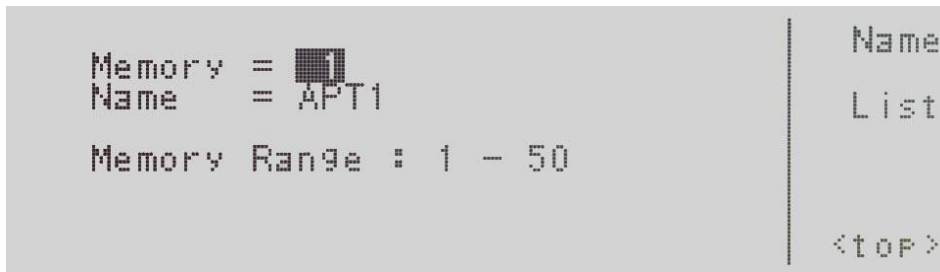 Memory = 1
Name = APT1
Memory Range : 1 - 50
Name
List
<top>